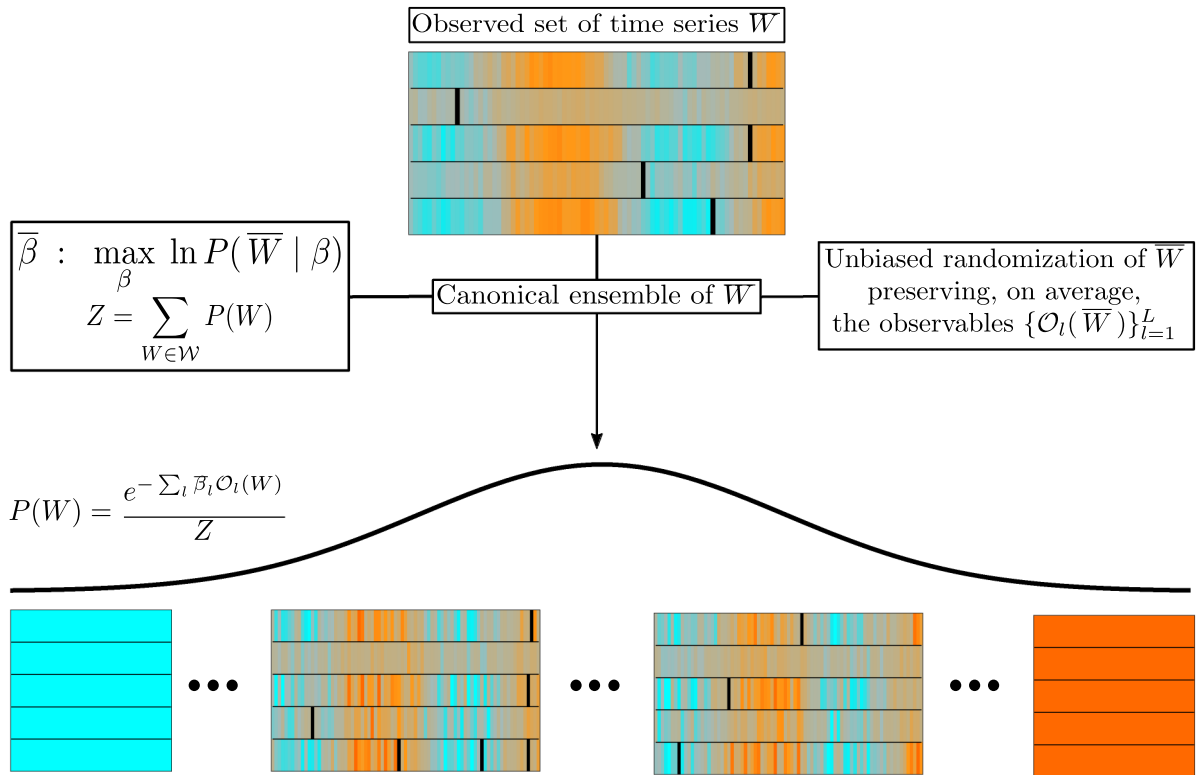 Observed set of time series W̅
β̅ : max ln P( W̅ | β)
β
Z = ∑ P(W)
W∈𝒲
Canonical ensemble of W̅
Unbiased randomization of W̅
preserving, on average,
the observables {𝒪_l( W̅ )}_{l=1}^L
P(W) = e^{− ∑_l β̅_l 𝒪_l(W)} / Z